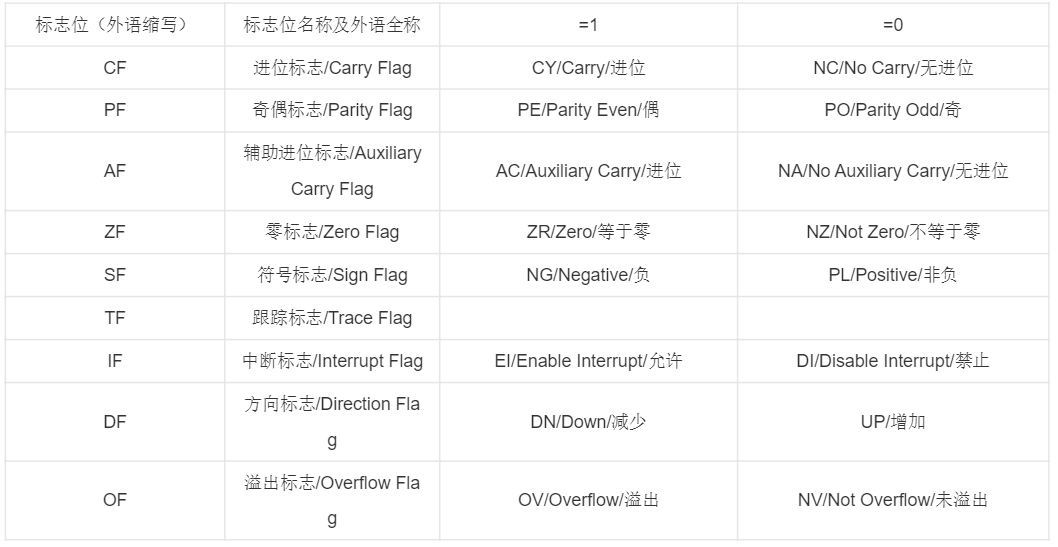 标志位（外语缩写） 标志位名称及外语全称 =1 =0
CF 进位标志/Carry Flag CY/Carry/进位 NC/No Carry/无进位
PF 奇偶标志/Parity Flag PE/Parity Even/偶 PO/Parity Odd/奇
辅助进位标志/Auxiliary
AF AC/Auxiliary Carry/进位 NA/No Auxiliary Carry/无进位
Carry Flag
ZF 零标志/Zero Flag ZR/Zero/等于零 NZ/Not Zero/不等于零
SF 符号标志/Sign Flag NG/Negative/负 PL/Positive/非负
TF 跟踪标志/Trace Flag
IF 中断标志/Interrupt Flag EI/Enable Interrupt/允许 DI/Disable Interrupt/禁止
方向标志/Direction Fla
DF DN/Down/减少 UP/增加
g
溢出标志/Overflow Fla
OF OV/Overflow/溢出 NV/Not Overflow/未溢出
g